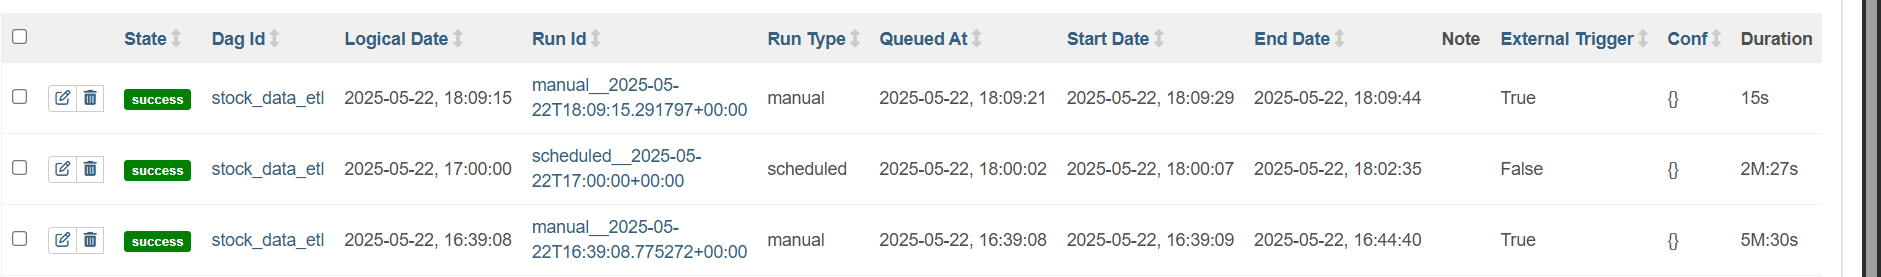 State Dag Id Logical Date Run Id Run Type Queued At Start Date End Date Note External Trigger Conf Duration
success stock_data_etl 2025-05-22, 18:09:15 manual__2025-05-
22T18:09:15.291797+00:00 manual 2025-05-22, 18:09:21 2025-05-22, 18:09:29 2025-05-22, 18:09:44 True {} 15s
success stock_data_etl 2025-05-22, 17:00:00 scheduled__2025-05-
22T17:00:00+00:00 scheduled 2025-05-22, 18:00:02 2025-05-22, 18:00:07 2025-05-22, 18:02:35 False {} 2M:27s
success stock_data_etl 2025-05-22, 16:39:08 manual__2025-05-
22T16:39:08.775272+00:00 manual 2025-05-22, 16:39:08 2025-05-22, 16:39:09 2025-05-22, 16:44:40 True {} 5M:30s